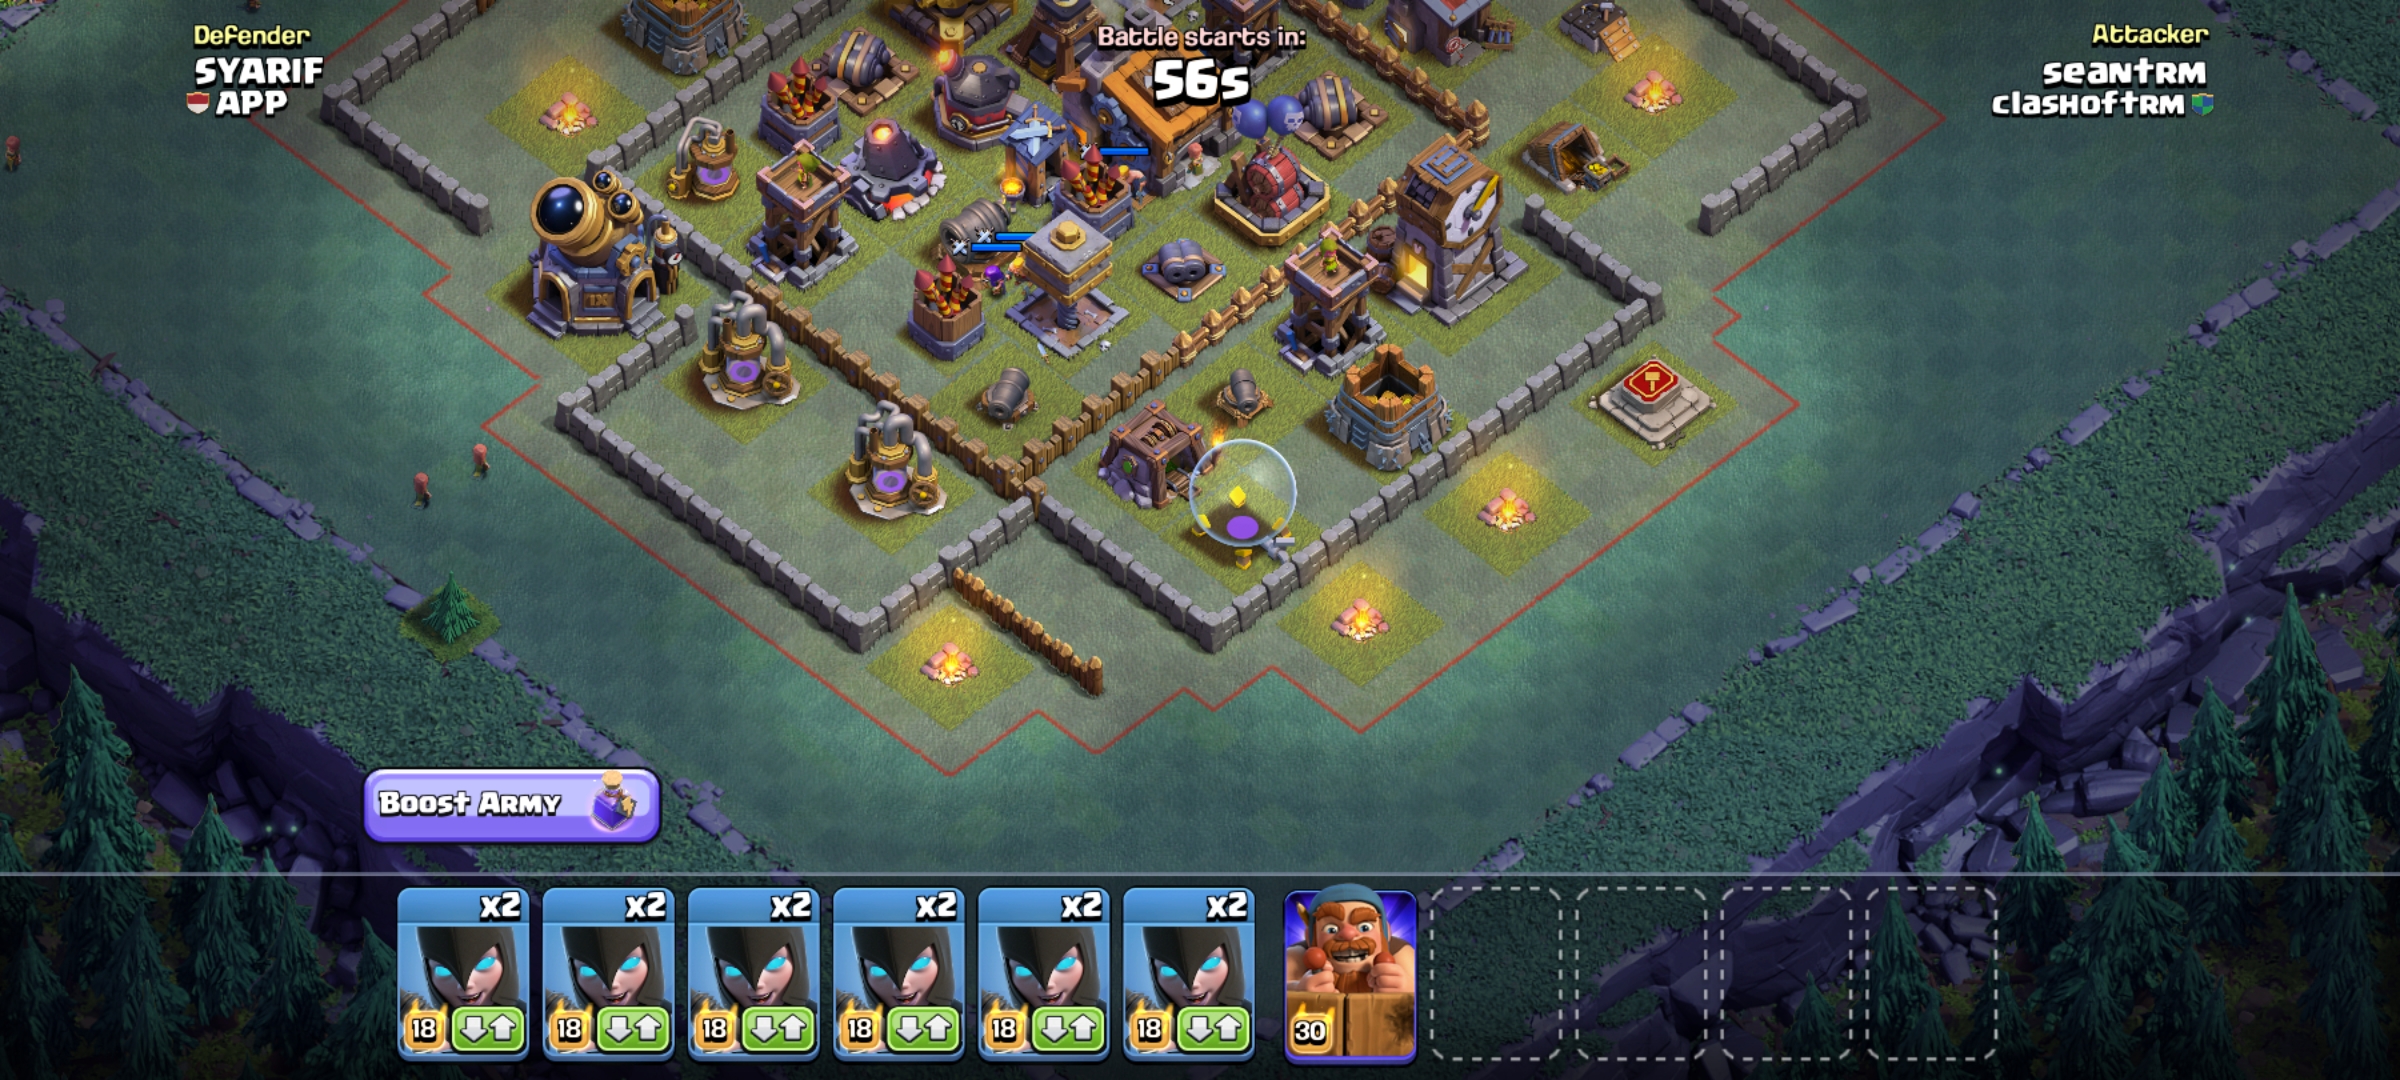 Defender
SYARIF
APP
Battle starts in:
56s
Attacker
seantRM
clashoftRM
Boost Army
x2 x2 x2 x2 x2 x2
18 18 18 18 18 18 30